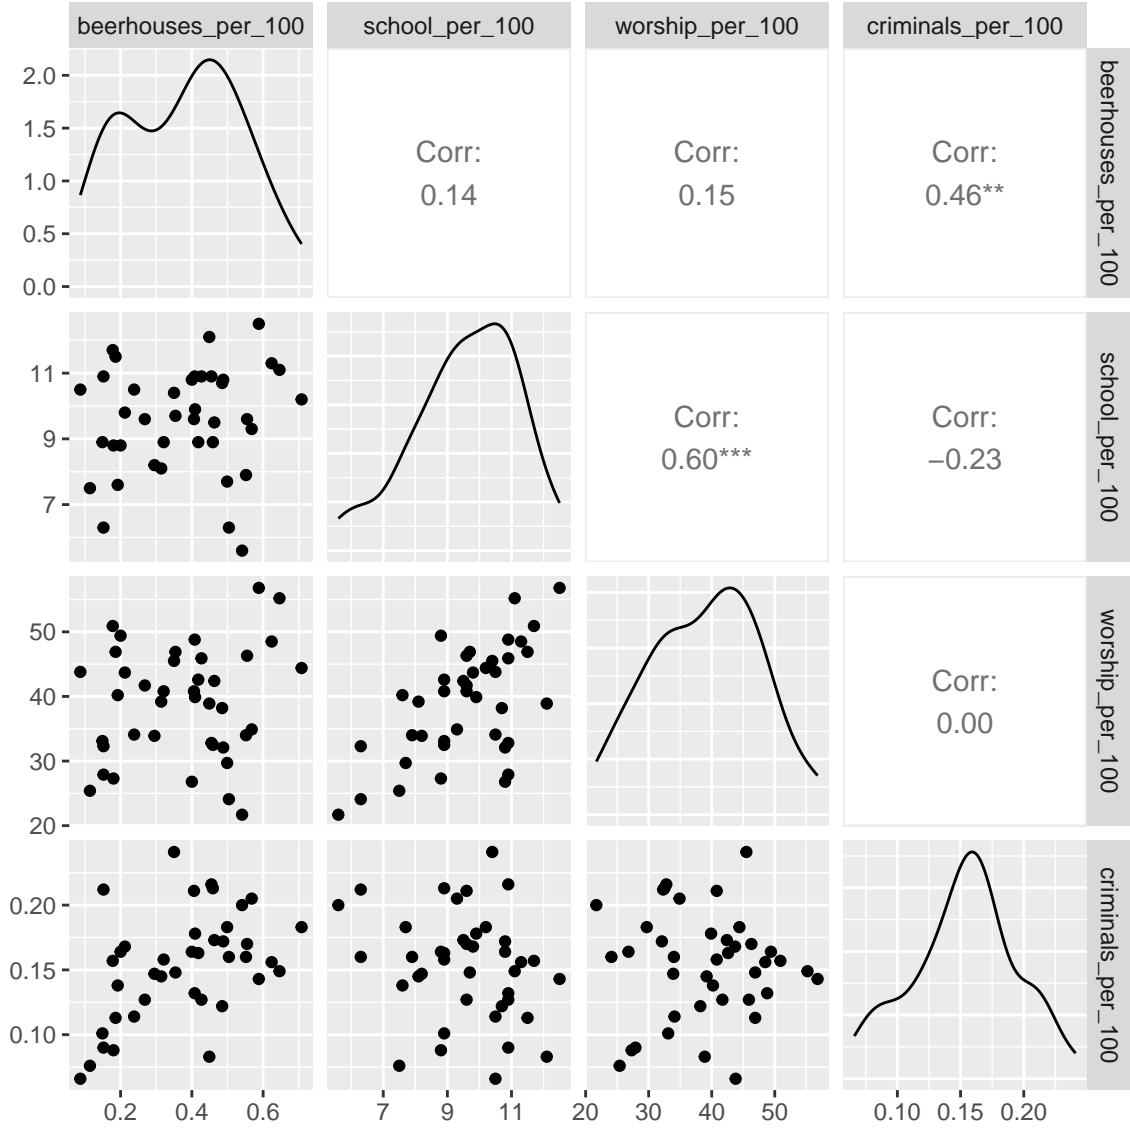 beerhouses_per_100 school_per_100 worship_per_100 criminals_per_100
2.0
1.5
1.0
0.5
0.0
Corr:
0.14
Corr:
0.15
Corr:
0.46**
beerhouses_per_100
11
9
7
Corr:
0.60***
Corr:
−0.23
school_per_100
50
40
30
20
Corr:
0.00
worship_per_100
0.20
0.15
0.10
criminals_per_100
0.2 0.4 0.6 7 9 11 20 30 40 50 0.10 0.15 0.20